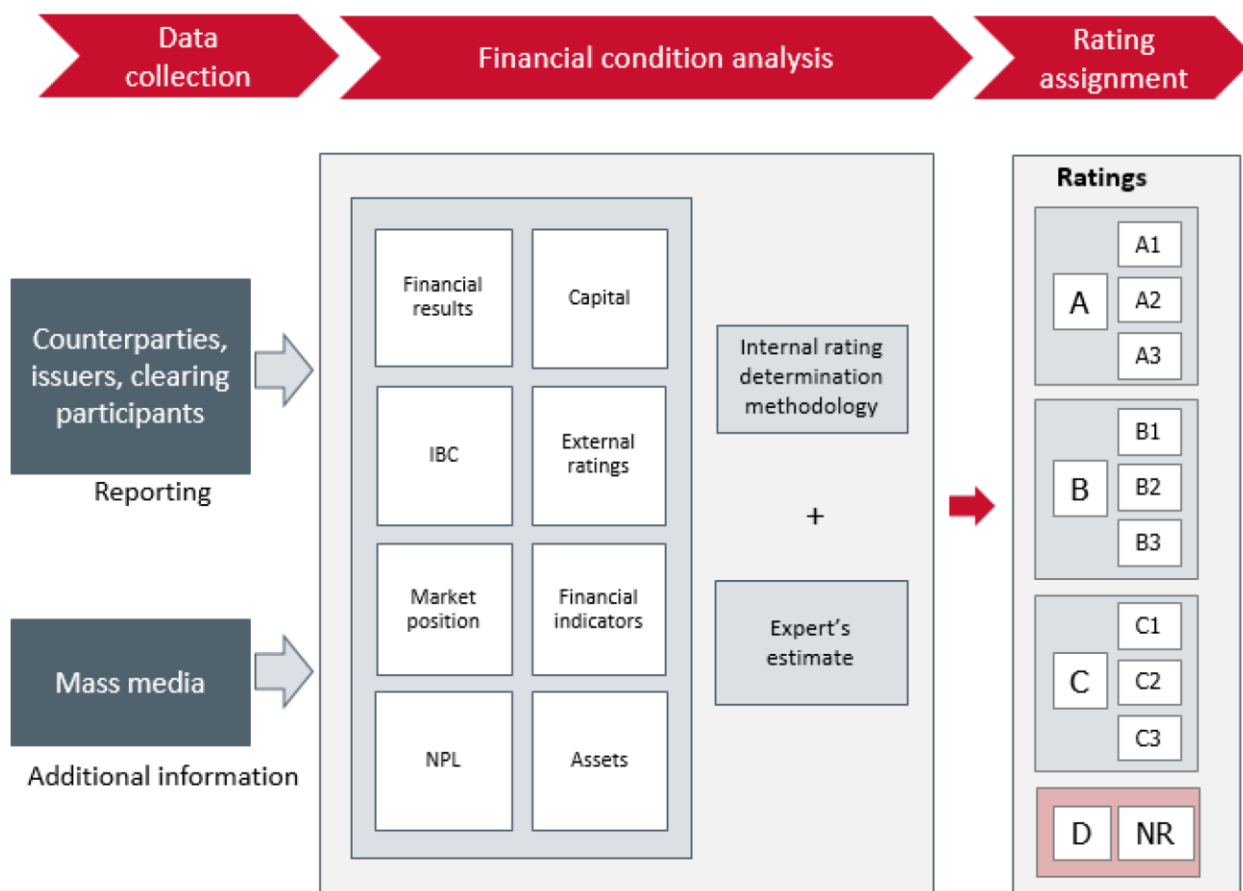 Data
collection
Financial condition analysis
Rating
assignment
Counterparties,
issuers, clearing
participants
Reporting
Mass media
Additional information
Financial
results
Capital
IBC
External
ratings
Market
position
Financial
indicators
NPL
Assets
Internal rating
determination
methodology
+
Expert’s
estimate
Ratings
A
A1
A2
A3
B
B1
B2
B3
C
C1
C2
C3
D
NR